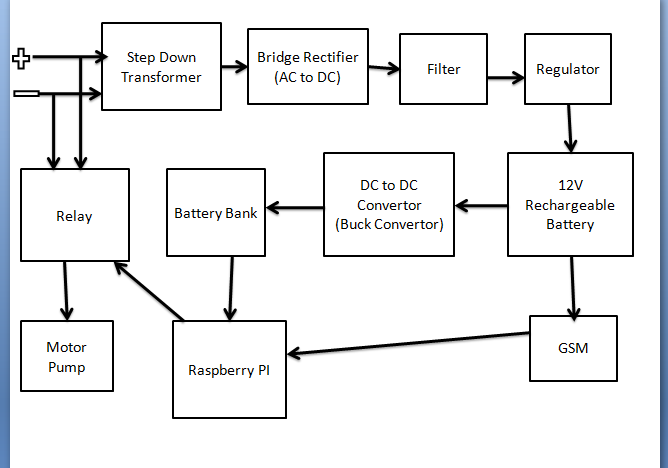 Step Down
Transformer
Bridge Rectifier
(AC to DC)
Filter
Regulator
Relay
Battery Bank
DC to DC
Convertor
(Buck Convertor)
12V
Rechargeable
Battery
Motor
Pump
Raspberry PI
GSM